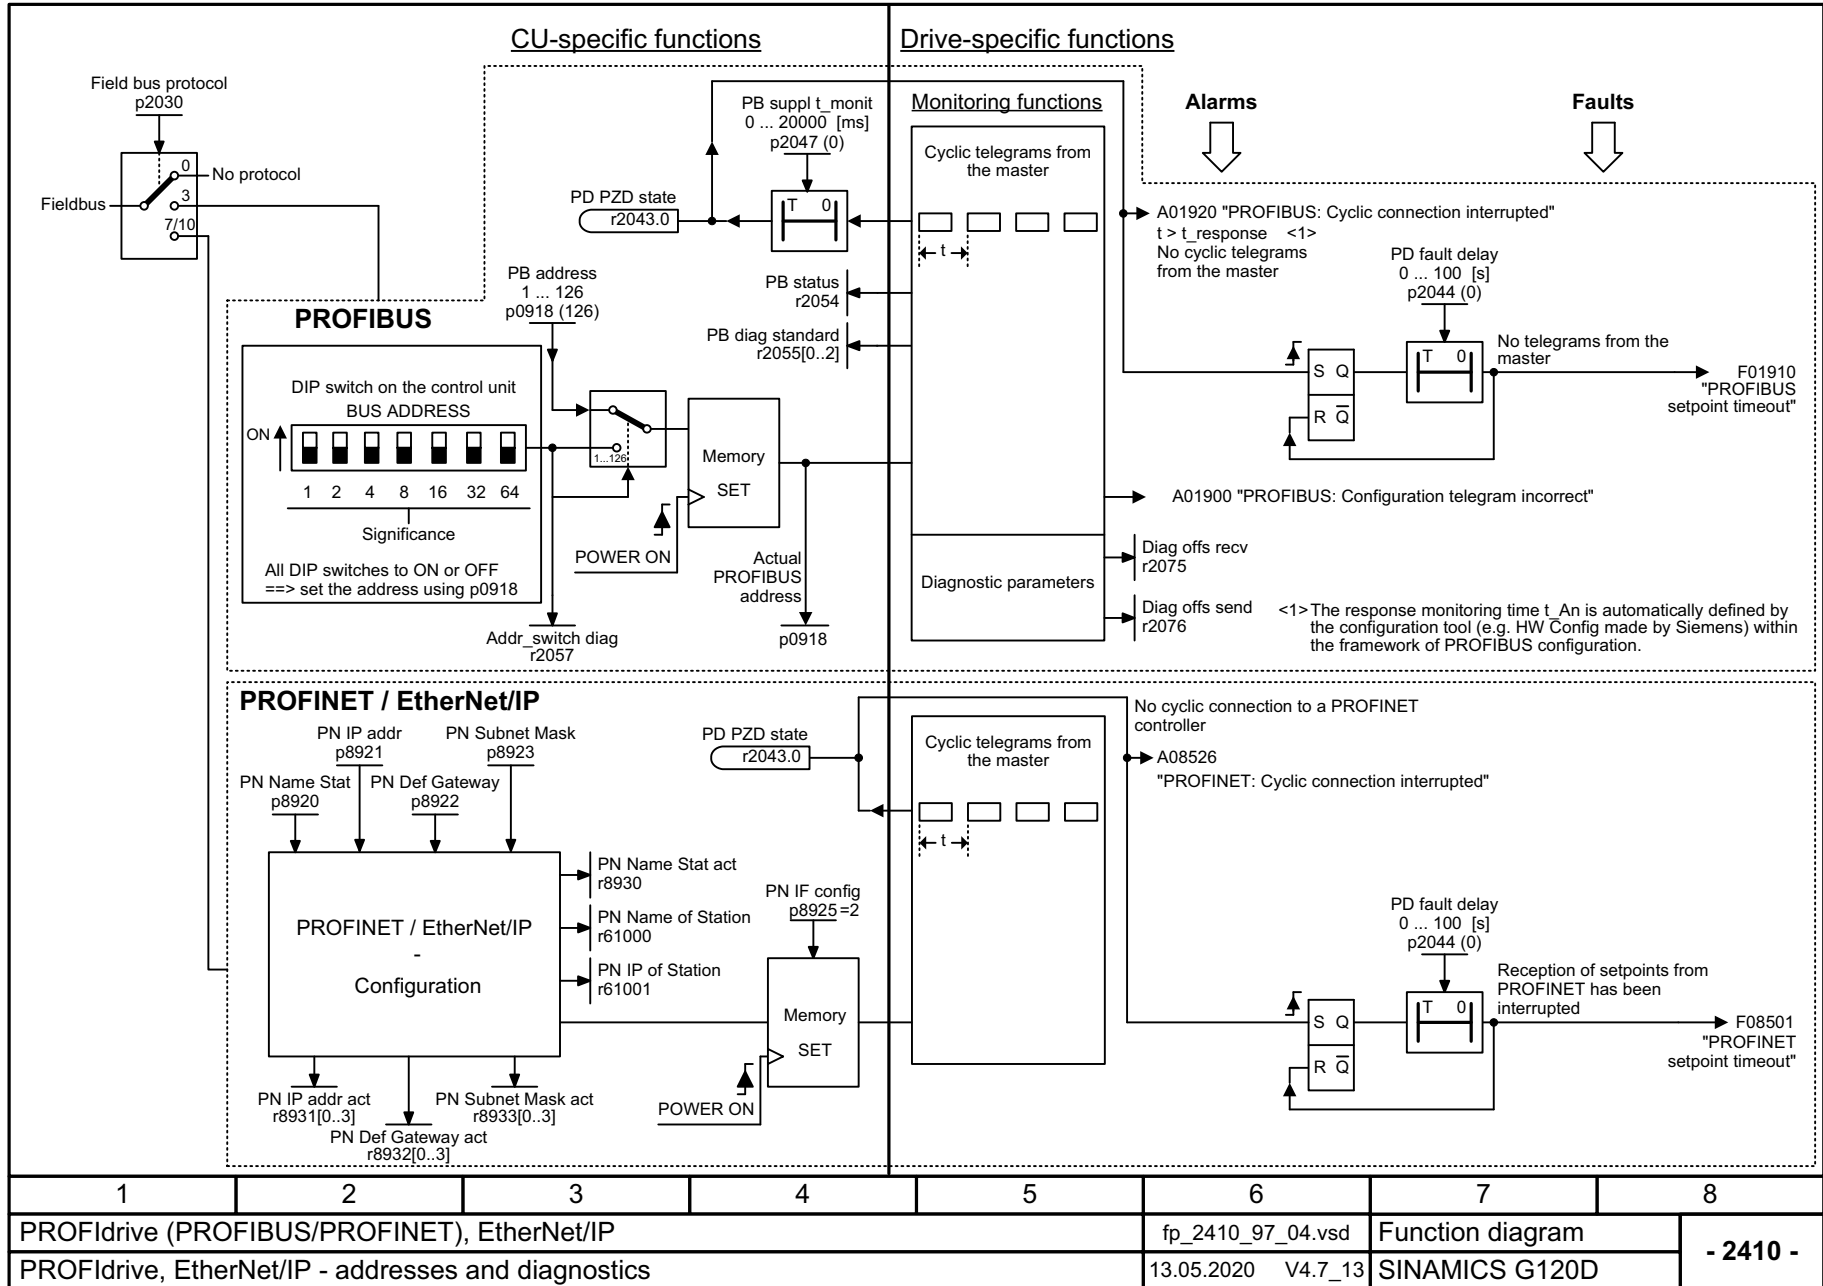 CU-specific functions
Drive-specific functions
Field bus protocol
p2030
0
No protocol
Fieldbus
3
7/10
PB suppl t_monit
0 ... 20000 [ms]
p2047 (0)
T 0
PD PZD state
r2043.0
Monitoring functions
Cyclic telegrams from
the master
t
Alarms
Faults
A01920 "PROFIBUS: Cyclic connection interrupted"
t > t_response <1>
No cyclic telegrams
from the master
PD fault delay
0 ... 100 [s]
p2044 (0)
T 0
S Q
R Q̅
No telegrams from the
master
F01910
"PROFIBUS
setpoint timeout"
PB address
1 ... 126
p0918 (126)
PB status
r2054
PB diag standard
r2055[0..2]
PROFIBUS
DIP switch on the control unit
BUS ADDRESS
ON
1 2 4 8 16 32 64
Significance
All DIP switches to ON or OFF
==> set the address using p0918
1...126
Memory
SET
POWER ON
Actual
PROFIBUS
address
p0918
Addr_switch diag
r2057
A01900 "PROFIBUS: Configuration telegram incorrect"
Diagnostic parameters
Diag offs recv
r2075
Diag offs send
r2076
<1> The response monitoring time t_An is automatically defined by
the configuration tool (e.g. HW Config made by Siemens) within
the framework of PROFIBUS configuration.
PROFINET / EtherNet/IP
PN IP addr
p8921
PN Subnet Mask
p8923
PN Name Stat
p8920
PN Def Gateway
p8922
PROFINET / EtherNet/IP
-
Configuration
PN Name Stat act
r8930
PN Name of Station
r61000
PN IP of Station
r61001
PN IP addr act
r8931[0..3]
PN Subnet Mask act
r8933[0..3]
PN Def Gateway act
r8932[0..3]
PD PZD state
r2043.0
PN IF config
p8925 =2
Memory
SET
POWER ON
Cyclic telegrams from
the master
t
No cyclic connection to a PROFINET
controller
A08526
"PROFINET: Cyclic connection interrupted"
PD fault delay
0 ... 100 [s]
p2044 (0)
T 0
S Q
R Q̅
Reception of setpoints from
PROFINET has been
interrupted
F08501
"PROFINET
setpoint timeout"
1 2 3 4 5 6 7 8
PROFIdrive (PROFIBUS/PROFINET), EtherNet/IP
fp_2410_97_04.vsd
Function diagram
- 2410 -
PROFIdrive, EtherNet/IP - addresses and diagnostics
13.05.2020 V4.7_13
SINAMICS G120D